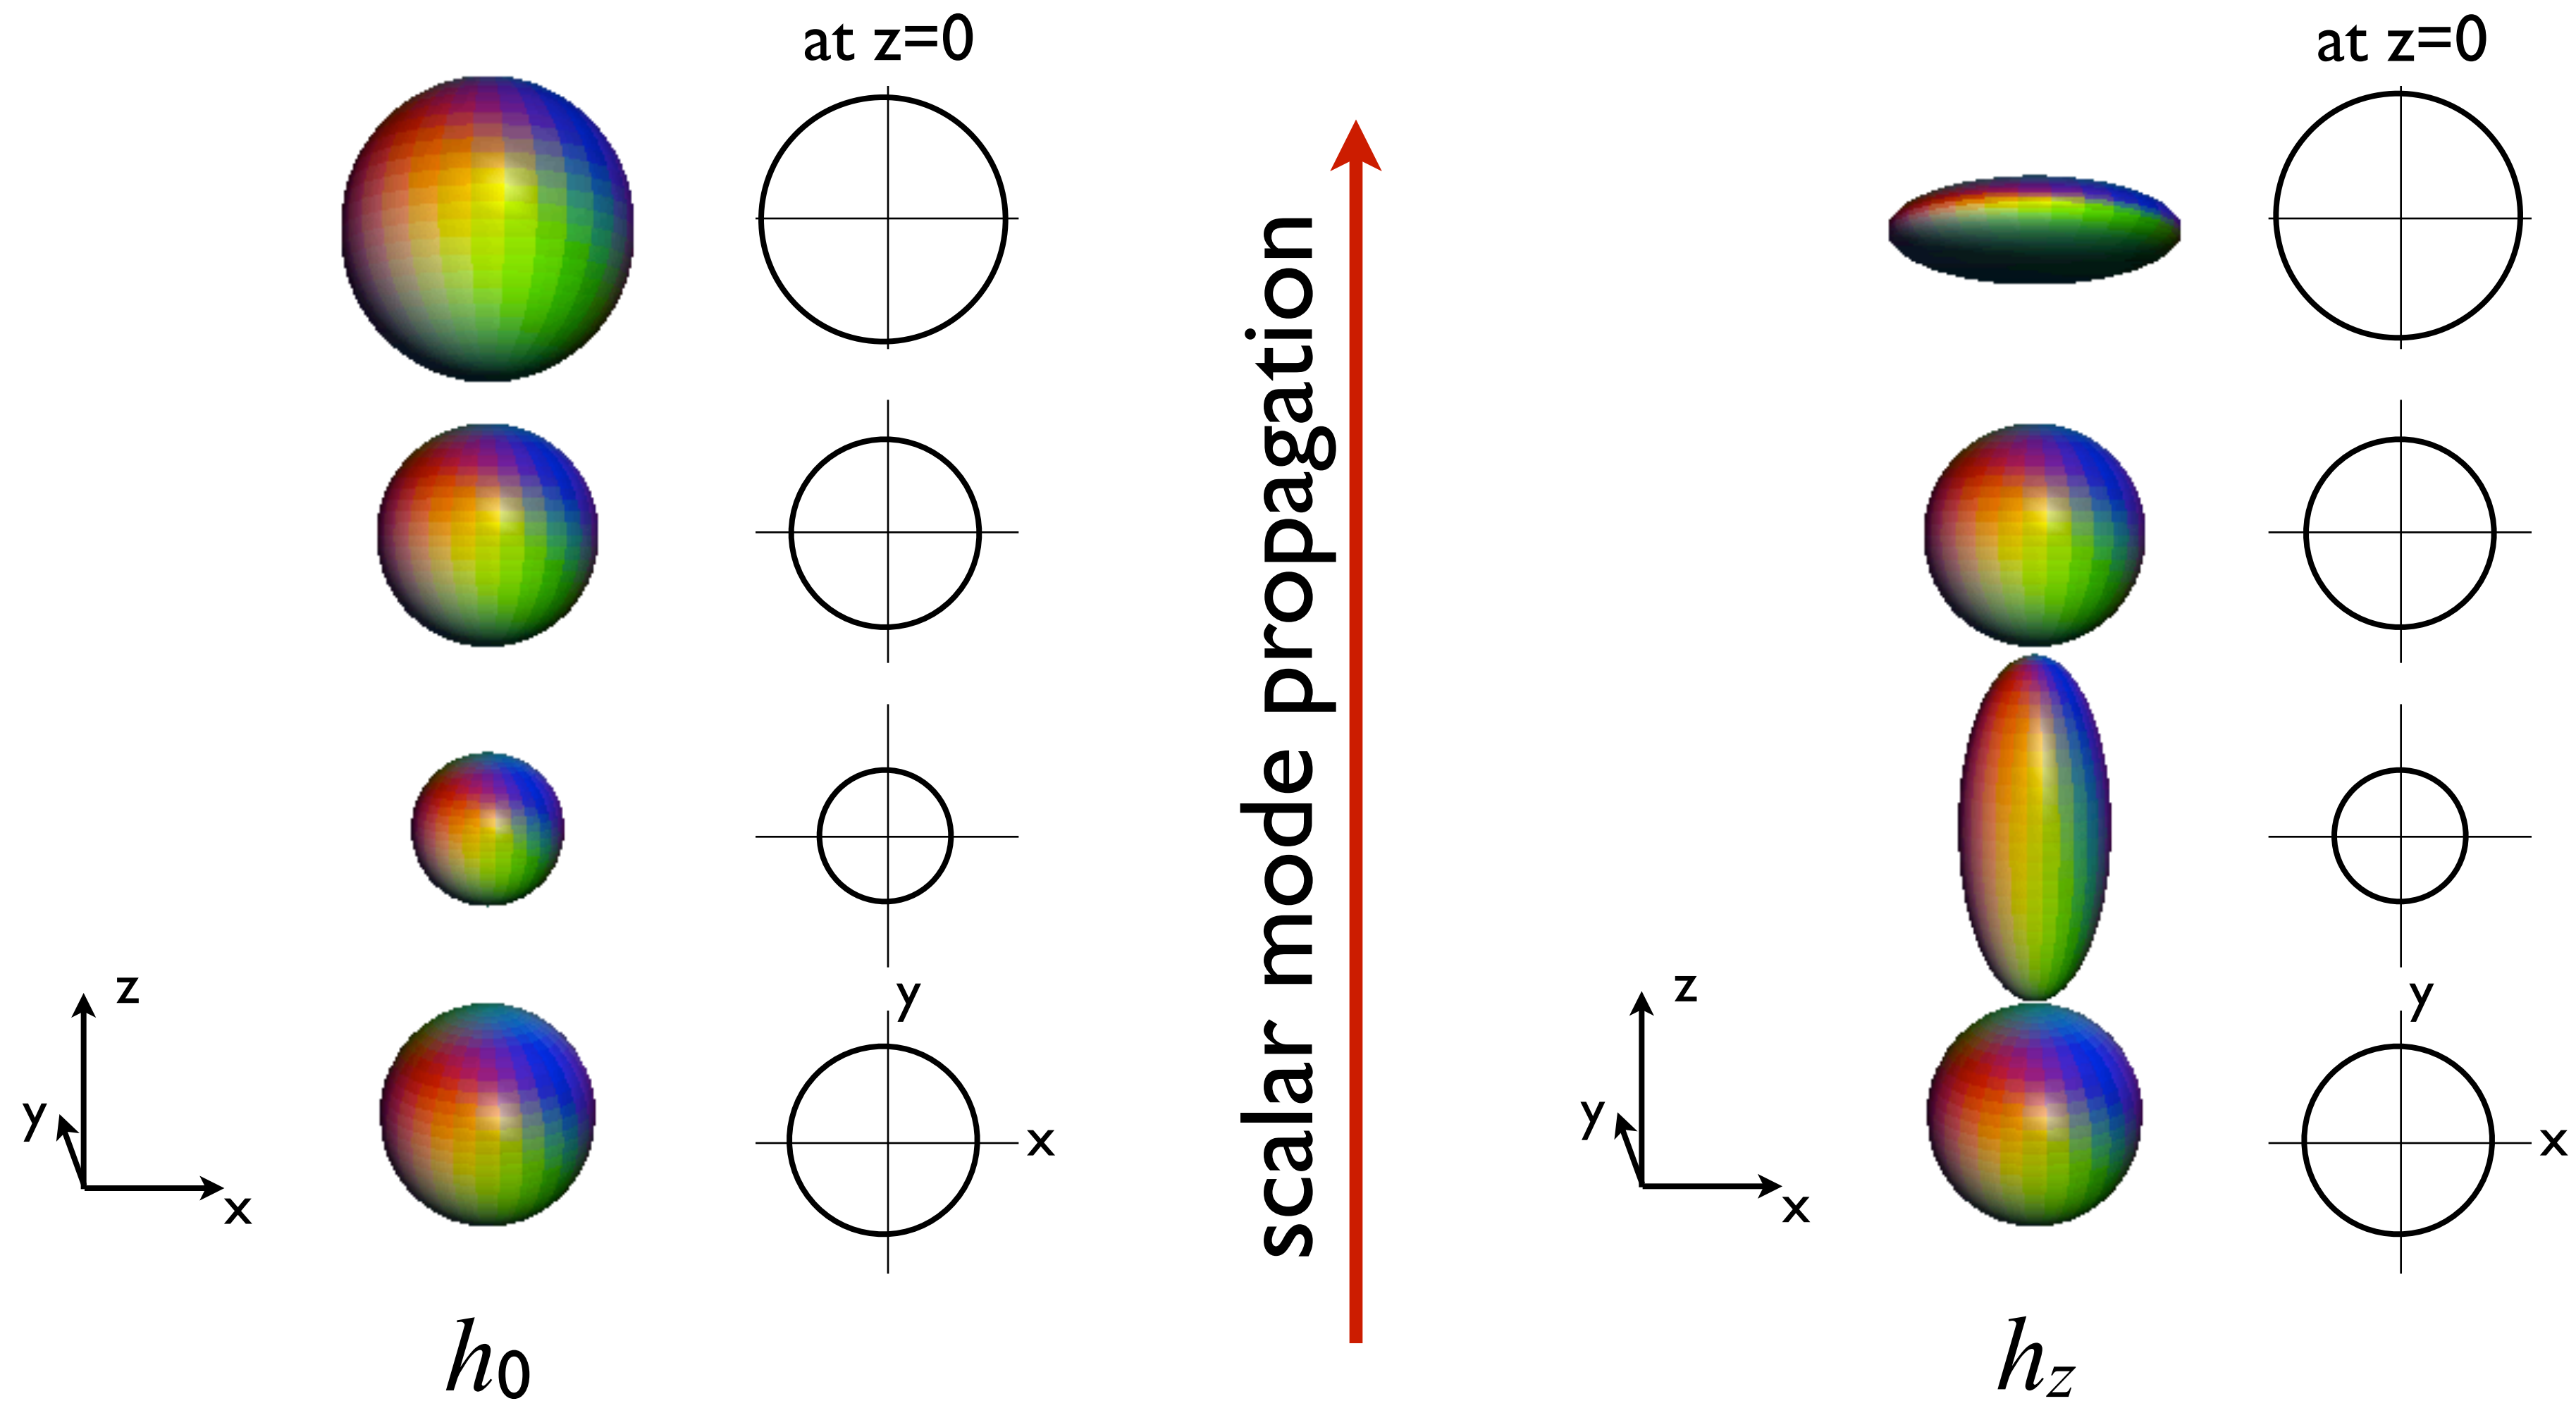 at z=0
at z=0
scalar mode propagation
z
y
x
y
x
z
y
x
y
x
h0
hz